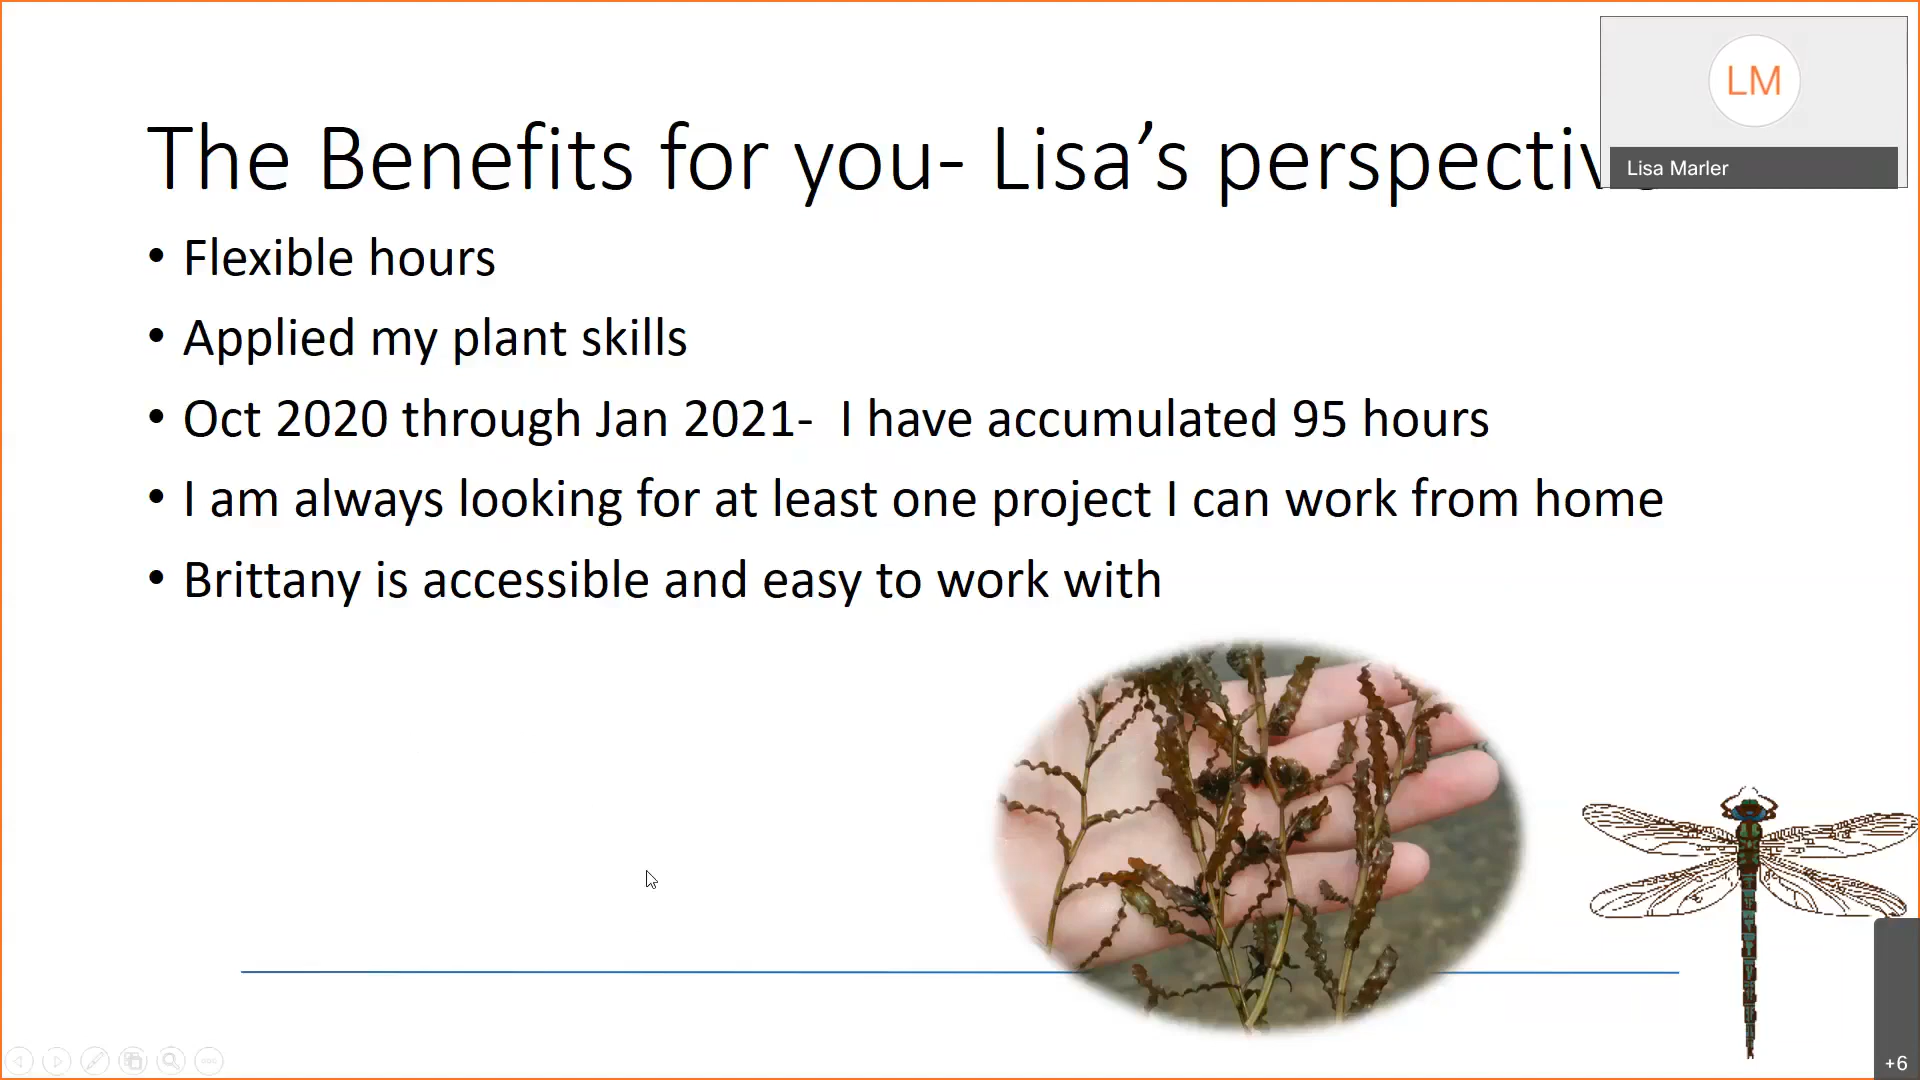 LM
Lisa Marler
The Benefits for you- Lisa’s
• Flexible hours
• Applied my plant skills
• Oct 2020 through Jan 2021-  I have accumulated 95 hours
• I am always looking for at least one project I can work from home
• Brittany is accessible and easy to work with
+6